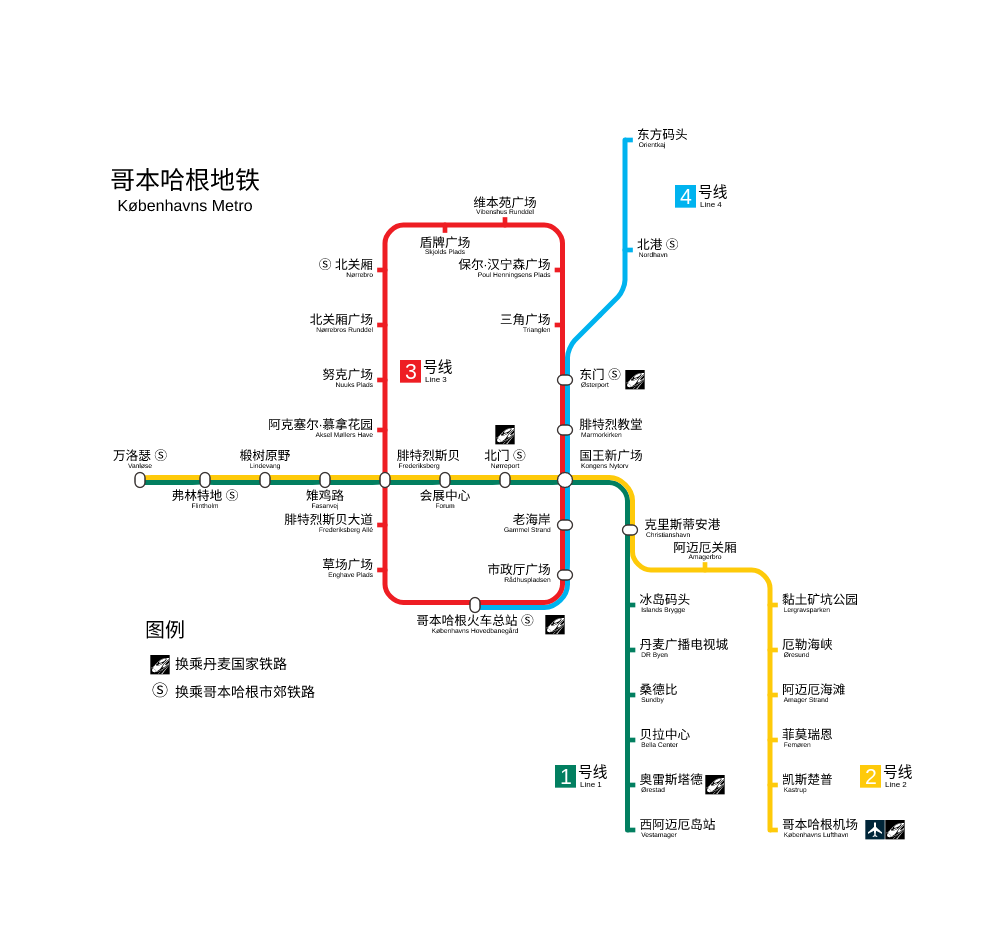 哥本哈根地铁
Københavns Metro
东方码头
Orientkaj
4 号线
Line 4
北港 Ⓢ
Nordhavn
维本苑广场
Vibenshus Runddel
盾牌广场
Skjolds Plads
Ⓢ 北关厢
Nørrebro
保尔·汉宁森广场
Poul Henningsens Plads
北关厢广场
Nørrebros Runddel
三角广场
Trianglen
3 号线
Line 3
努克广场
Nuuks Plads
东门 Ⓢ
Østerport
阿克塞尔·慕拿花园
Aksel Møllers Have
腓特烈教堂
Marmorkirken
万洛瑟 Ⓢ
Vanløse
椴树原野
Lindevang
腓特烈斯贝
Frederiksberg
北门 Ⓢ
Nørreport
国王新广场
Kongens Nytorv
弗林特地 Ⓢ
Flintholm
雉鸡路
Fasanvej
会展中心
Forum
腓特烈斯贝大道
Frederiksberg Allé
老海岸
Gammel Strand
克里斯蒂安港
Christianshavn
阿迈厄关厢
Amagerbro
草场广场
Enghave Plads
市政厅广场
Rådhuspladsen
哥本哈根火车总站 Ⓢ
Københavns Hovedbanegård
图例
换乘丹麦国家铁路
Ⓢ 换乘哥本哈根市郊铁路
冰岛码头
Islands Brygge
黏土矿坑公园
Lergravsparken
丹麦广播电视城
DR Byen
厄勒海峡
Øresund
桑德比
Sundby
阿迈厄海滩
Amager Strand
贝拉中心
Bella Center
菲莫瑞恩
Femøren
1 号线
Line 1
奥雷斯塔德
Ørestad
凯斯楚普
Kastrup
2 号线
Line 2
西阿迈厄岛站
Vestamager
哥本哈根机场
Københavns Lufthavn